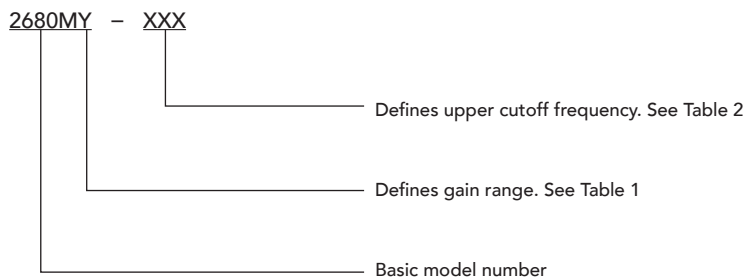 2680MY – XXX
Defines upper cutoff frequency. See Table 2
Defines gain range. See Table 1
Basic model number